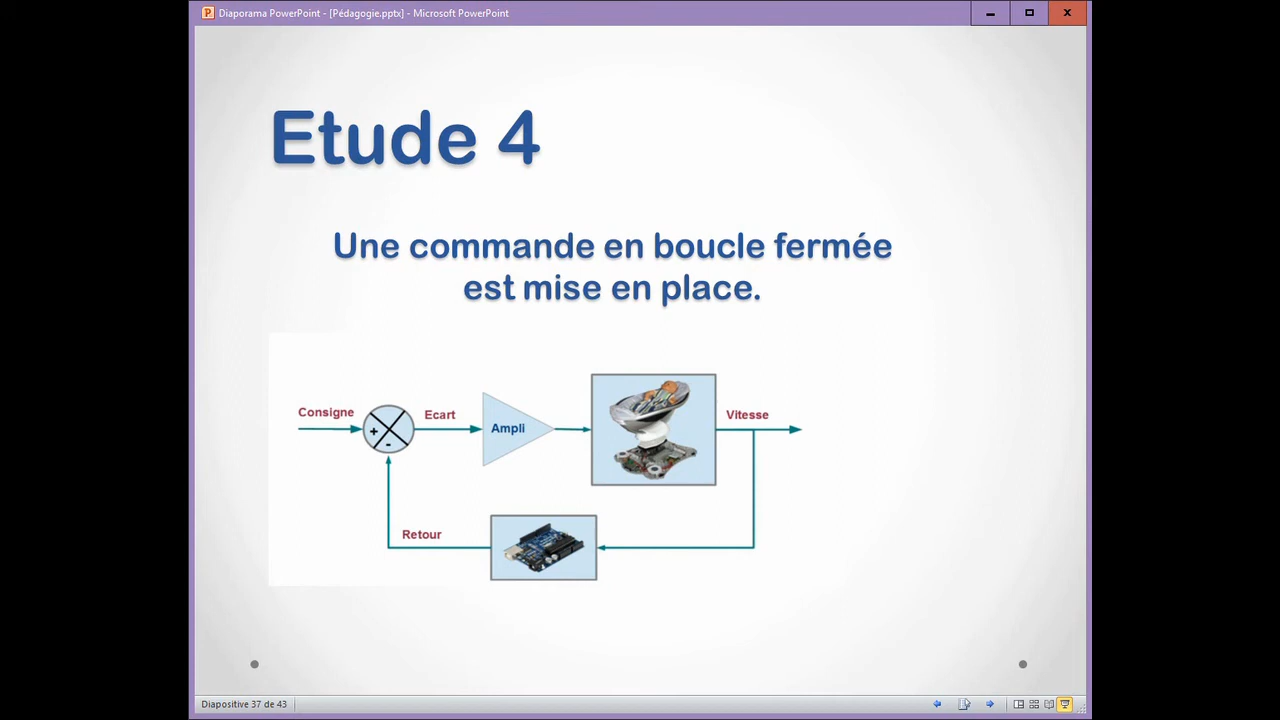 Diaporama PowerPoint - [Pédagogie.pptx] - Microsoft PowerPoint
Etude 4
Une commande en boucle fermée
est mise en place.
Consigne
Ecart
Ampli
Vitesse
+
-
Retour
Diapositive 37 de 43